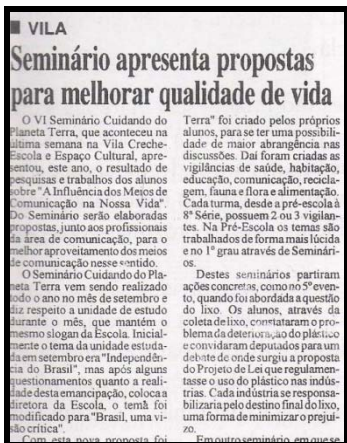 VILA
Seminário apresenta propostas
para melhorar qualidade de vida
O VI Seminário Cuidando do
Planeta Terra, que aconteceu na
última semana na Vila Creche-
Escola e Espaço Cultural, apre-
sentou, este ano, o resultado de
pesquisas e trabalhos dos alunos
sobre "A Influência dos Meios de
Comunicação na Nossa Vida".
Do Seminário serão elaboradas
propostas, junto aos profissionais
da área de comunicação, para o
melhor aproveitamento dos meios
de comunicação nesse sentido.
O Seminário Cuidando do Pla-
neta Terra vem sendo realizado
todo o ano no mês de setembro e
diz respeito a unidade de estudo
durante o mês, que mantém o
mesmo slogan da Escola. Inicial-
mente o tema da unidade estuda-
da em setembro era "Independên-
cia do Brasil", mas após alguns
questionamentos quanto a reali-
dade desta emancipação, coloca a
diretora da Escola, o tema foi
modificado para "Brasil, uma vi-
são crítica".
Com esta nova proposta foi
Terra" foi criado pelos próprios
alunos, para se ter uma possibili-
dade de maior abrangência nas
discussões. Daí foram criadas as
vigilâncias de saúde, habitação,
educação, comunicação, recicla-
gem, fauna e flora e alimentação.
Cada turma, desde a pré-escola à
8ª Série, possuem 2 ou 3 vigilan-
tes. Na Pré-Escola os temas são
trabalhados de forma mais lúcida
e no 1º grau através de Seminári-
os.
Destes seminários partiram
ações concretas, como no 5º even-
to, quando foi abordada a questão
do lixo. Os alunos, através da
coleta de lixo, constataram o pro-
blema da deterioração do plástico
e convidaram deputados para um
debate de onde surgiu a proposta
do Projeto de Lei que regulamen-
tasse o uso do plástico nas indús-
trias. Cada indústria se responsa-
bilizaria pelo destino final do lixo,
uma forma de minimizar o prejuí-
zo.
Em outro seminário, em que se